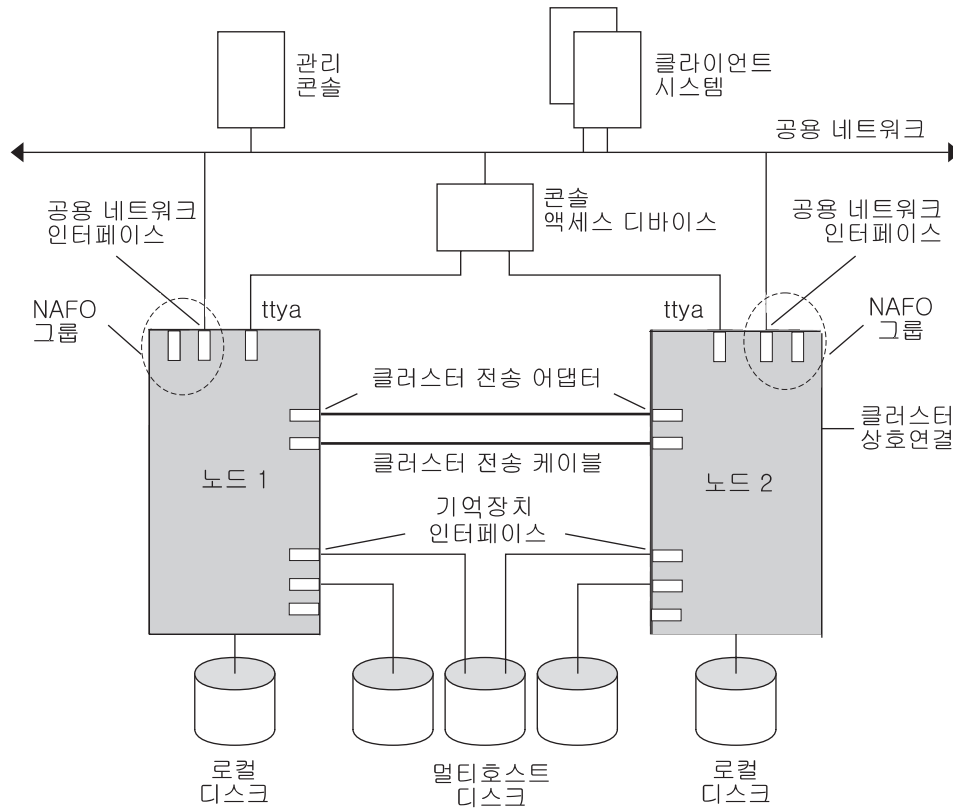 관리
콘솔
클라이언트
시스템
공용 네트워크
공용 네트워크
인터페이스
콘솔
액세스 디바이스
공용 네트워크
인터페이스
NAFO
그룹
ttya
ttya
NAFO
그룹
클러스터 전송 어댑터
클러스터
상호연결
클러스터 전송 케이블
노드 1
노드 2
기억장치
인터페이스
로컬
디스크
멀티호스트
디스크
로컬
디스크